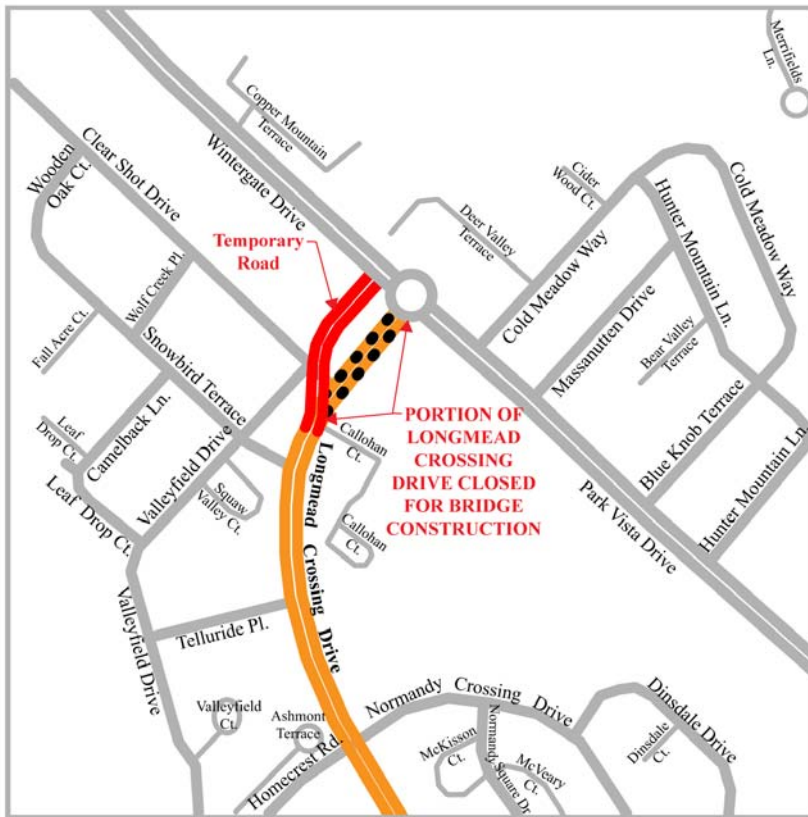 Merrifields
Ln.
Copper Mountain
Terrace
Wooden
Oak Ct.
Clear Shot Drive
Wintergate Drive
Cider
Wood Ct.
Cold Meadow Way
Hunter Mountain Ln.
Deer Valley
Terrace
Temporary
Road
Wolf Creek Pl.
Cold Meadow Way
Massanutten Drive
Bear Valley
Terrace
Fall Acre Ct.
Snowbird Terrace
Blue Knob Terrace
Hunter Mountain Ln.
PORTION OF
LONGMEAD
CROSSING
DRIVE CLOSED
FOR BRIDGE
CONSTRUCTION
Callohan
Ct.
Leaf
Drop Ct.
Camelback Ln.
Valleyfield Drive
Squaw
Valley Ct.
Leaf Drop Ct.
Longmead Crossing Drive
Callohan
Ct.
Park Vista Drive
Valleyfield Drive
Telluride Pl.
Valleyfield
Ct.
Ashmont
Terrace
Homecrest Rd.
Normandy Crossing Drive
McKisson
Ct.
Normandy Square Dr
McVeary
Ct.
Dinsdale Drive
Dinsdale
Ct.